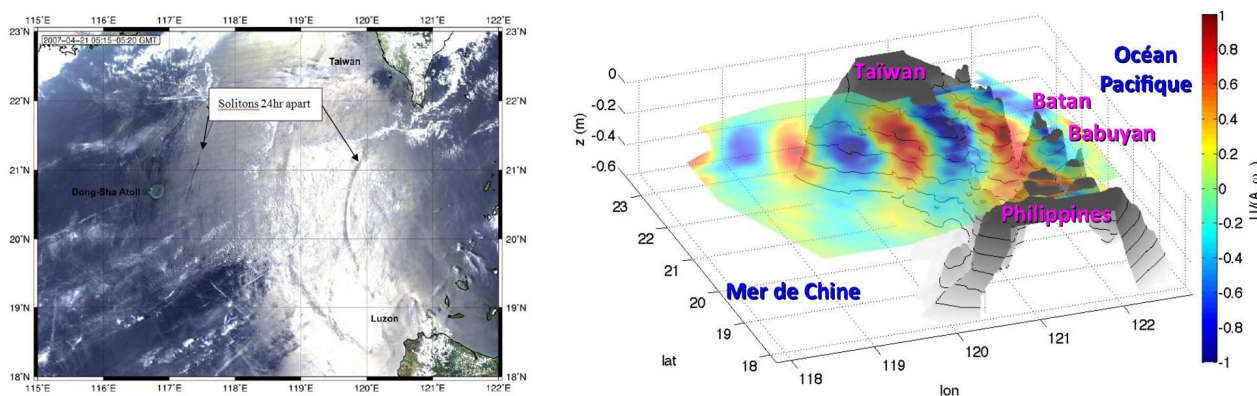 115°E 116°E 117°E 118°E 119°E 120°E 121°E 122°E
23°N
2007-04-21 05:15-05:20 GMT
Taiwan
22°N
Solitons 24hr apart
21°N
Dong-Sha Atoll
20°N
19°N
Luzon
18°N
115°E 116°E 117°E 118°E 119°E 120°E 121°E 122°E
Océan
Pacifique
Taïwan
Batan
Babuyan
Philippines
Mer de Chine
0
-0.2
-0.4
-0.6
z (m)
23
22
21
20
19
18
lat
118
119
120
121
122
lon
1
0.8
0.6
0.4
0.2
0
-0.2
-0.4
-0.6
-0.8
-1